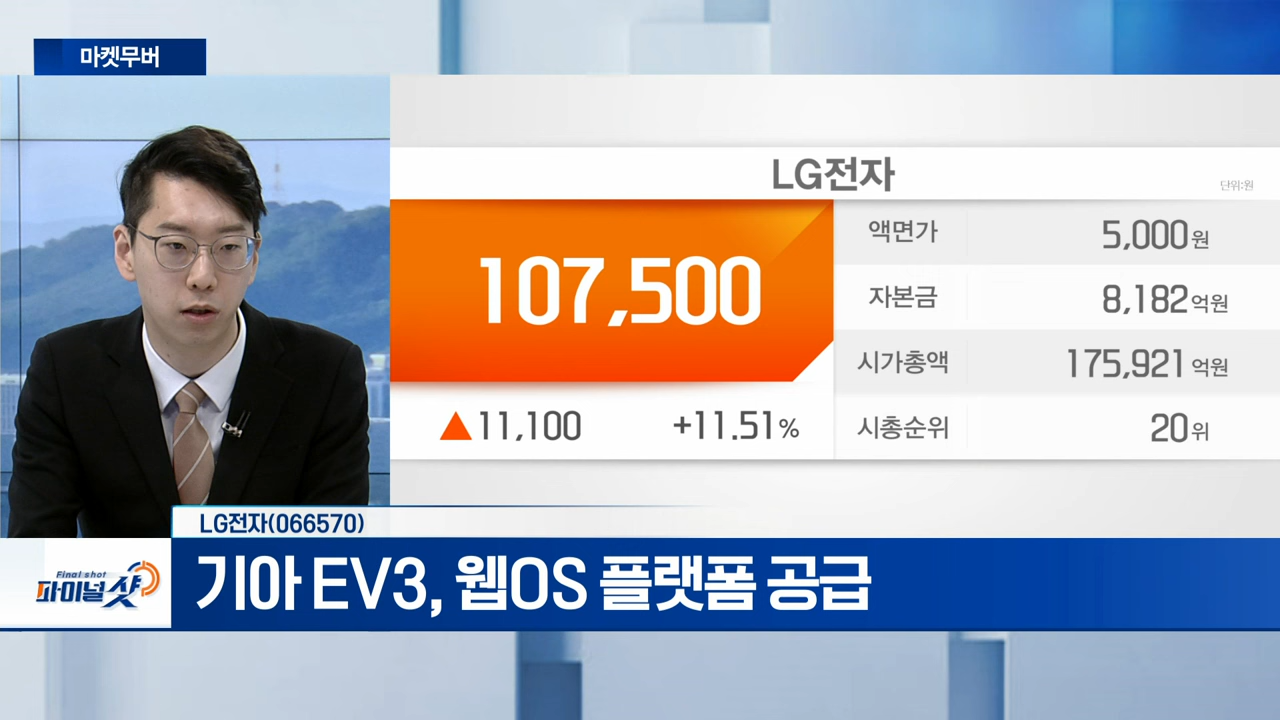 마켓무버
LG전자
단위:원
107,500
▲11,100 +11.51%
액면가 5,000원
자본금 8,182억원
시가총액 175,921억원
시총순위 20위
LG전자(066570)
Final shot
파이널샷
기아 EV3, 웹OS 플랫폼 공급